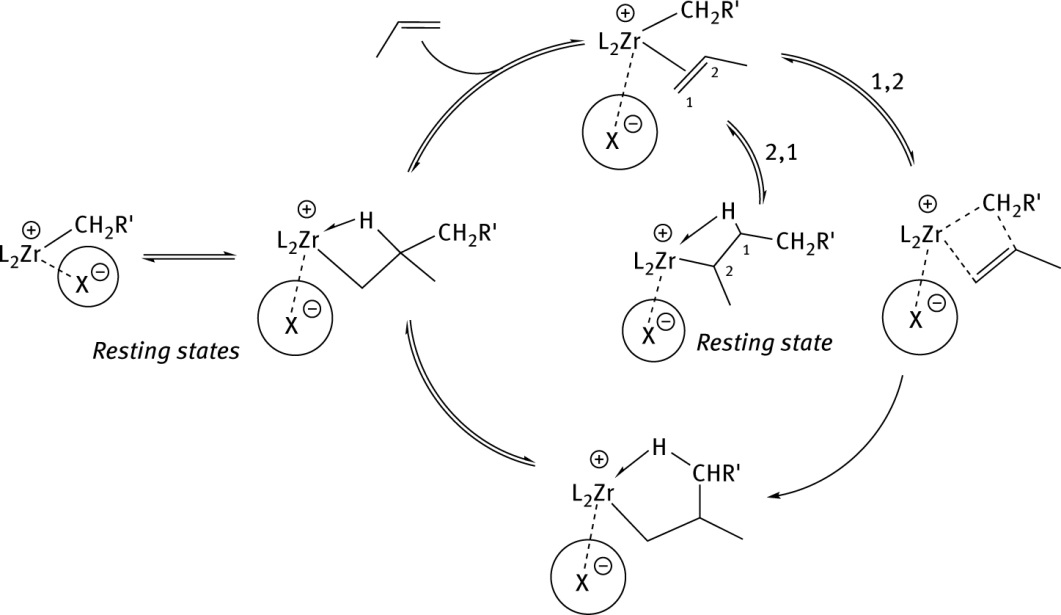 ⊕
CH₂R'
L₂Zr
2
1
X ⊖
1,2
2,1
⊕
CH₂R'
L₂Zr
X ⊖
⊕
H
L₂Zr
CH₂R'
X ⊖
Resting states
H
⊕
1
CH₂R'
L₂Zr
2
X ⊖
Resting state
⊕
CH₂R'
L₂Zr
X ⊖
H
⊕
CHR'
L₂Zr
X ⊖